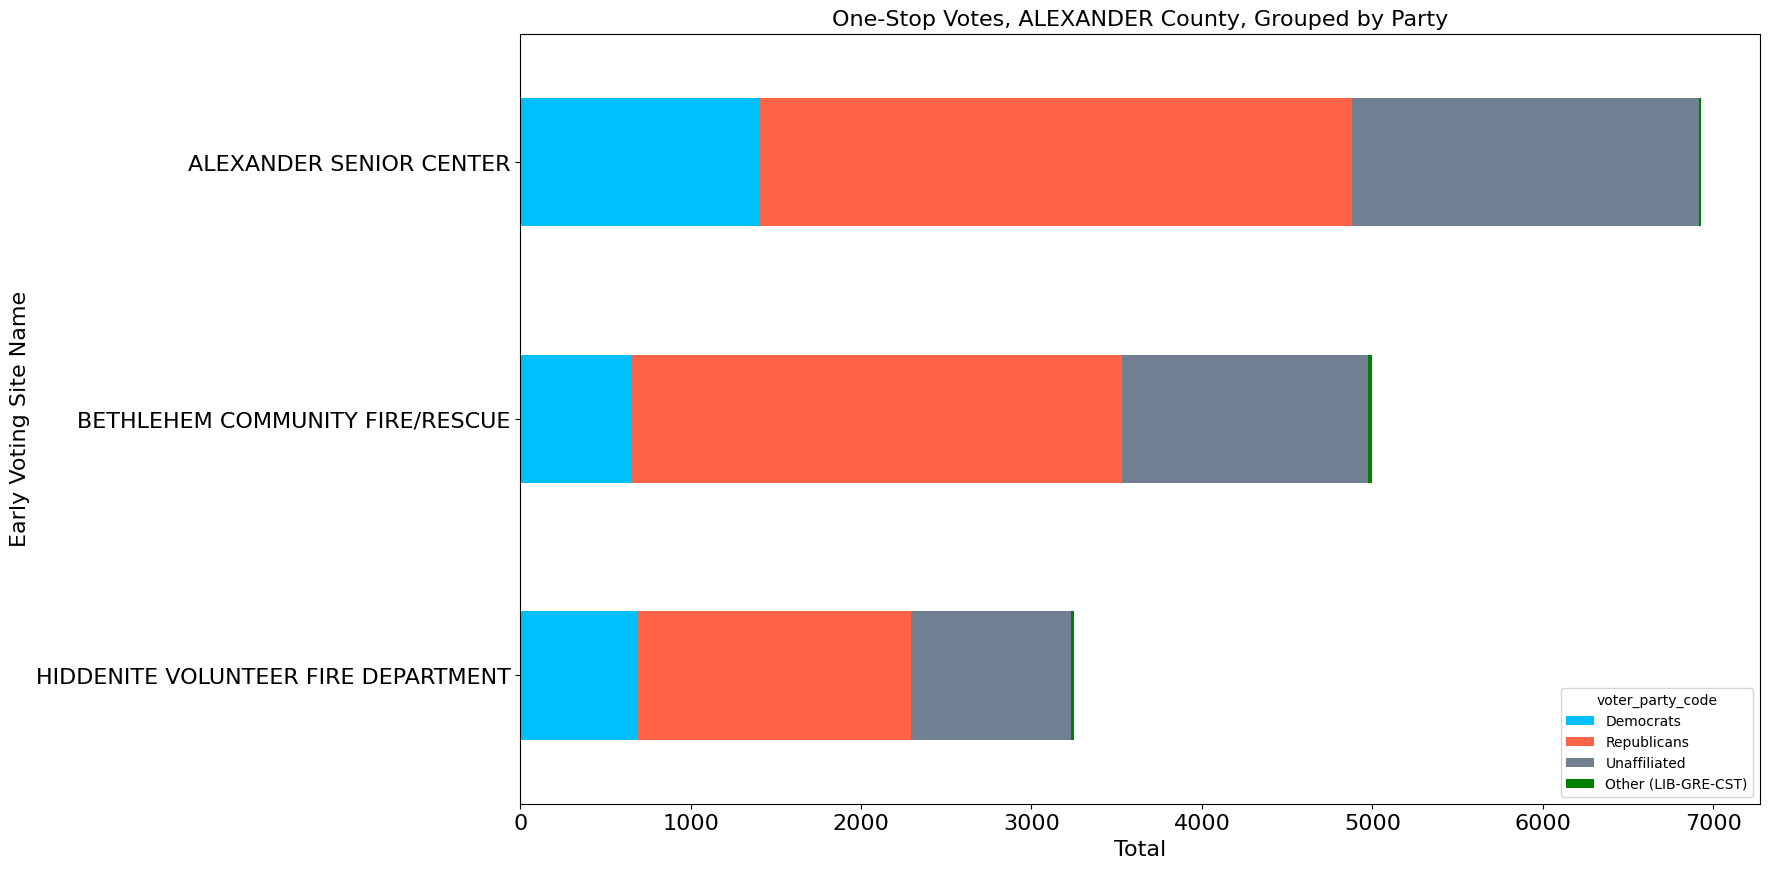 One-Stop Votes, ALEXANDER County, Grouped by Party
Early Voting Site Name
ALEXANDER SENIOR CENTER
BETHLEHEM COMMUNITY FIRE/RESCUE
HIDDENITE VOLUNTEER FIRE DEPARTMENT
voter_party_code
Democrats
Republicans
Unaffiliated
Other (LIB-GRE-CST)
0 1000 2000 3000 4000 5000 6000 7000
Total